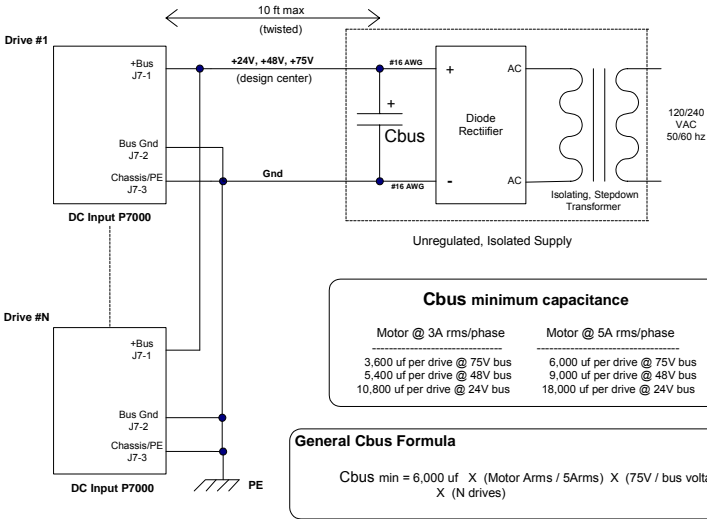 10 ft max
(twisted)
Drive #1
+Bus
J7-1
+24V, +48V, +75V
(design center)
#16 AWG
+
AC
+
Cbus
Diode
Rectifier
120/240
VAC
50/60 hz
Bus Gnd
J7-2
Chassis/PE
J7-3
Gnd
#16 AWG
-
AC
Isolating, Stepdown
Transformer
DC Input P7000
Unregulated, Isolated Supply
Drive #N
+Bus
J7-1
Bus Gnd
J7-2
Chassis/PE
J7-3
DC Input P7000
PE
Cbus minimum capacitance
Motor @ 3A rms/phase
Motor @ 5A rms/phase
3,600 uf per drive @ 75V bus
6,000 uf per drive @ 75V bus
5,400 uf per drive @ 48V bus
9,000 uf per drive @ 48V bus
10,800 uf per drive @ 24V bus
18,000 uf per drive @ 24V bus
General Cbus Formula
Cbus min = 6,000 uf X (Motor Arms / 5Arms) X (75V / bus
X (N drives)